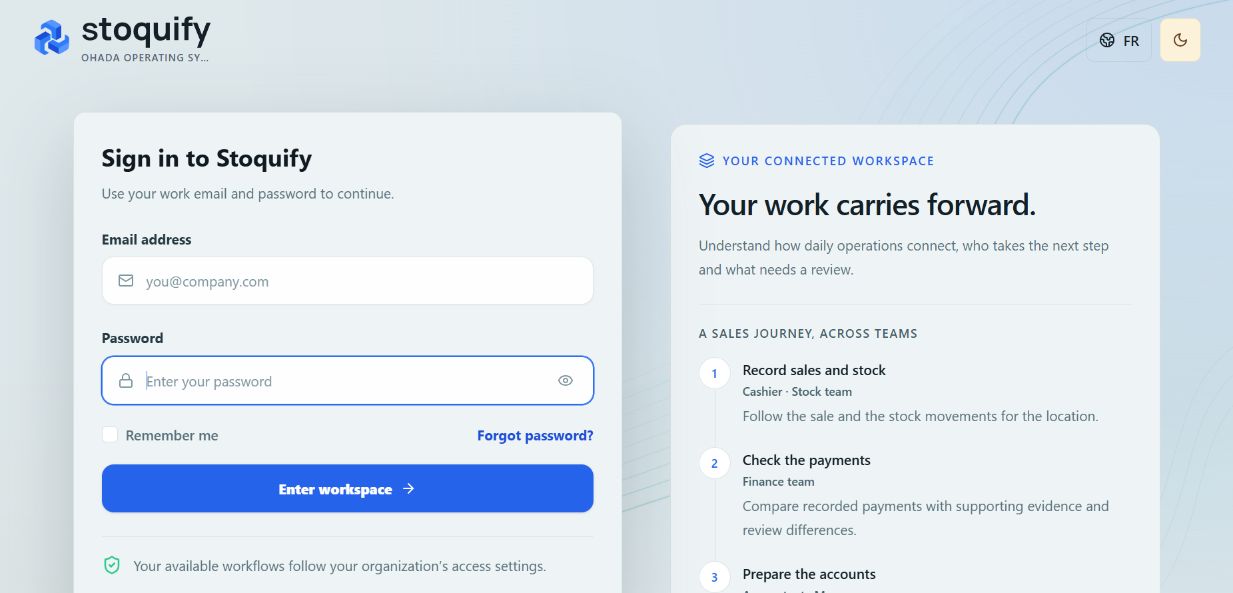 stoquify
OHADA OPERATING SY...
FR
Sign in to Stoquify
Use your work email and password to continue.
Email address
you@company.com
Password
Enter your password
Remember me
Forgot password?
Enter workspace
Your available workflows follow your organization's access settings.
YOUR CONNECTED WORKSPACE
Your work carries forward.
Understand how daily operations connect, who takes the next step
and what needs a review.
A SALES JOURNEY, ACROSS TEAMS
1
Record sales and stock
Cashier · Stock team
Follow the sale and the stock movements for the location.
2
Check the payments
Finance team
Compare recorded payments with supporting evidence and
review differences.
3
Prepare the accounts